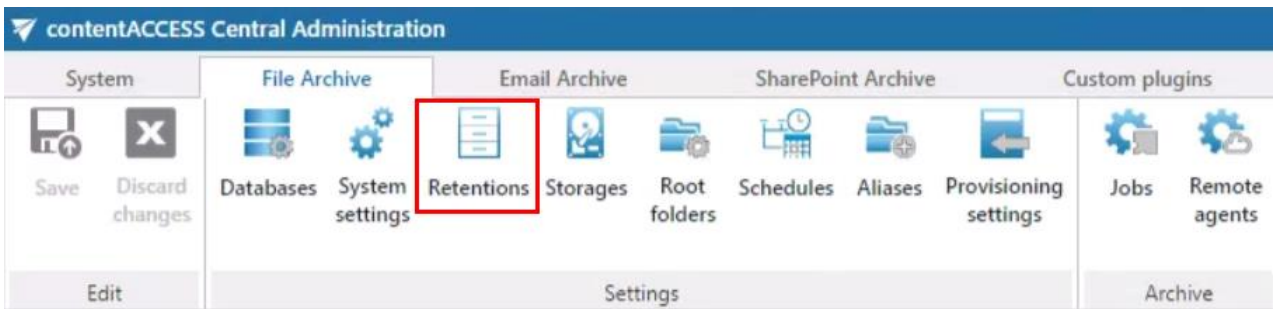 contentACCESS Central Administration
System File Archive Email Archive SharePoint Archive Custom plugins
Save Discard changes Databases System settings Retentions Storages Root folders Schedules Aliases Provisioning settings Jobs Remote agents
Edit Settings Archive